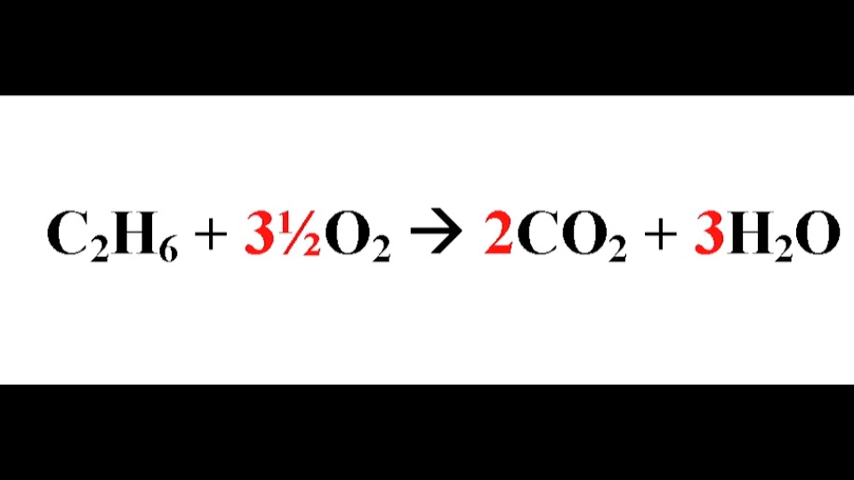 C₂H₆ + 3½O₂ → 2CO₂ + 3H₂O